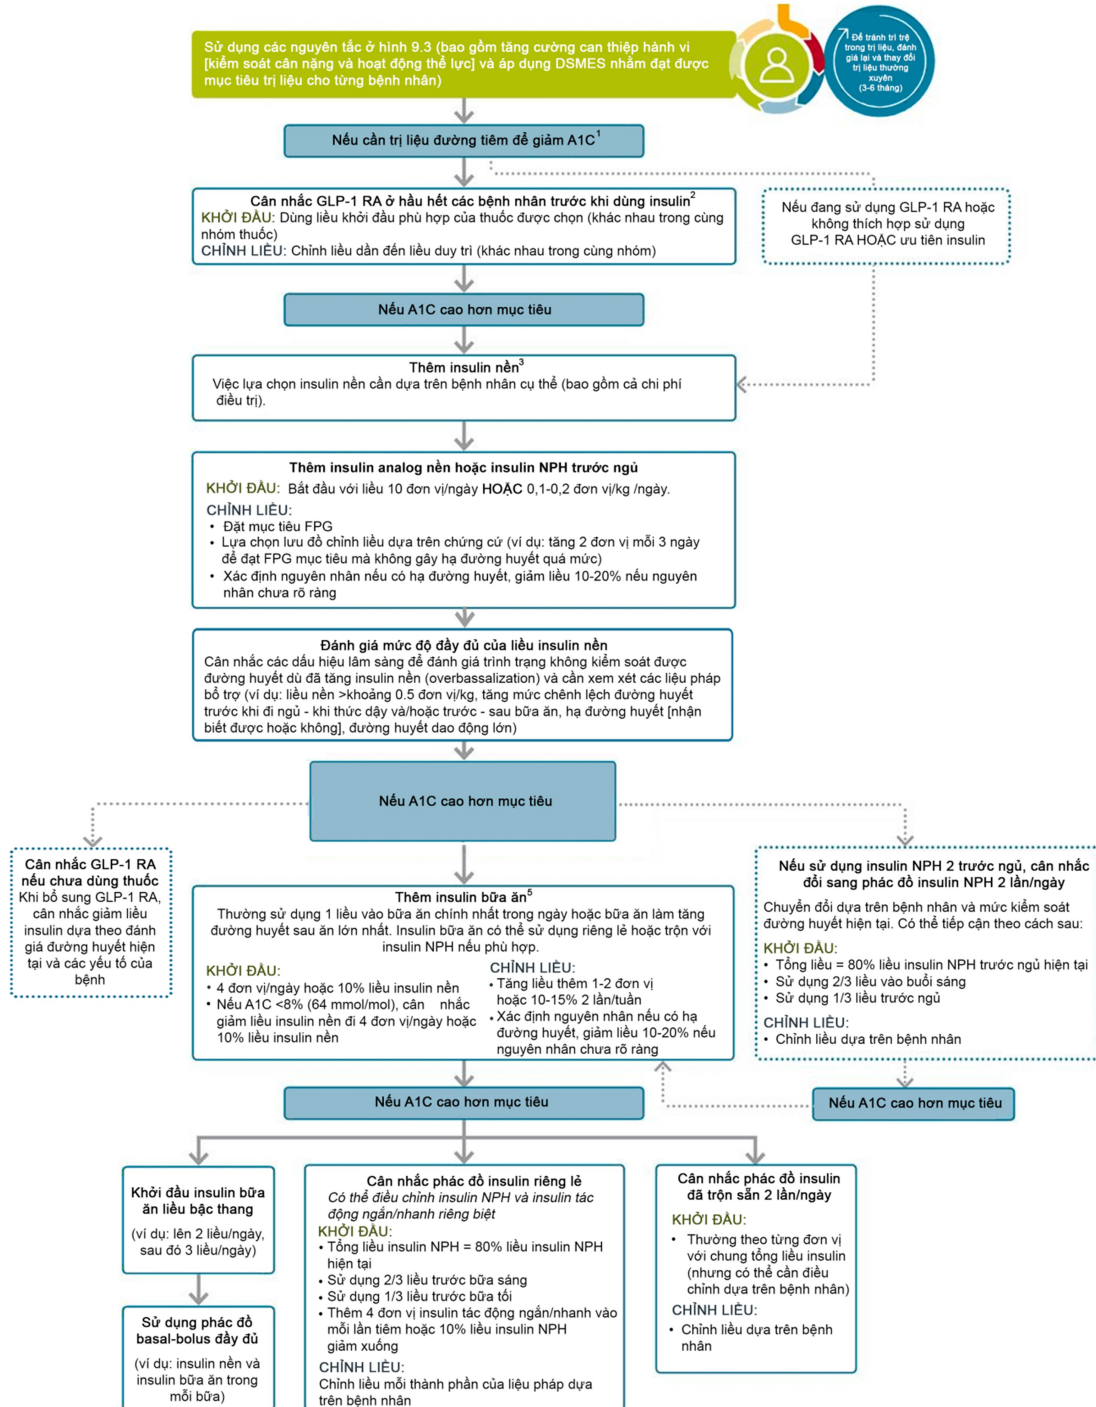 Sử dụng các nguyên tắc ở hình 9.3 (bao gồm tăng cường can thiệp hành vi
[kiểm soát cân nặng và hoạt động thể lực] và áp dụng DSMES nhằm đạt được
mục tiêu trị liệu cho từng bệnh nhân)
Để tránh trì trệ
trong trị liệu, đánh
giá lại và thay đổi
trị liệu thường
xuyên
(3-6 tháng)
Nếu cần trị liệu đường tiêm để giảm A1C¹
Cân nhắc GLP-1 RA ở hầu hết các bệnh nhân trước khi dùng insulin²
KHỞI ĐẦU: Dùng liều khởi đầu phù hợp của thuốc được chọn (khác nhau trong cùng
nhóm thuốc)
CHỈNH LIỀU: Chỉnh liều dần đến liều duy trì (khác nhau trong cùng nhóm)
Nếu đang sử dụng GLP-1 RA hoặc
không thích hợp sử dụng
GLP-1 RA HOẶC ưu tiên insulin
Nếu A1C cao hơn mục tiêu
Thêm insulin nền³
Việc lựa chọn insulin nền cần dựa trên bệnh nhân cụ thể (bao gồm cả chi phí
điều trị).
Thêm insulin analog nền hoặc insulin NPH trước ngủ
KHỞI ĐẦU: Bắt đầu với liều 10 đơn vị/ngày HOẶC 0,1-0,2 đơn vị/kg /ngày.
CHỈNH LIỀU:
• Đặt mục tiêu FPG
• Lựa chọn lưu đồ chỉnh liều dựa trên chứng cứ (ví dụ: tăng 2 đơn vị mỗi 3 ngày
để đạt FPG mục tiêu mà không gây hạ đường huyết quá mức)
• Xác định nguyên nhân nếu có hạ đường huyết, giảm liều 10-20% nếu nguyên
nhân chưa rõ ràng
Đánh giá mức độ đầy đủ của liều insulin nền
Cân nhắc các dấu hiệu lâm sàng để đánh giá trình trạng không kiểm soát được
đường huyết dù đã tăng insulin nền (overbassalization) và cần xem xét các liệu pháp
bổ trợ (ví dụ: liều nền >khoảng 0.5 đơn vị/kg, tăng mức chênh lệch đường huyết
trước khi đi ngủ - khi thức dậy và/hoặc trước - sau bữa ăn, hạ đường huyết [nhận
biết được hoặc không], đường huyết dao động lớn)
Nếu A1C cao hơn mục tiêu
Cân nhắc GLP-1 RA
nếu chưa dùng thuốc
Khi bổ sung GLP-1 RA,
cân nhắc giảm liều
insulin dựa theo đánh
giá đường huyết hiện
tại và các yếu tố của
bệnh
Thêm insulin bữa ăn⁵
Thường sử dụng 1 liều vào bữa ăn chính nhất trong ngày hoặc bữa ăn làm tăng
đường huyết sau ăn lớn nhất. Insulin bữa ăn có thể sử dụng riêng lẻ hoặc trộn với
insulin NPH nếu phù hợp.
KHỞI ĐẦU:
• 4 đơn vị/ngày hoặc 10% liều insulin nền
• Nếu A1C <8% (64 mmol/mol), cân nhắc
giảm liều insulin nền đi 4 đơn vị/ngày hoặc
10% liều insulin nền
CHỈNH LIỀU:
• Tăng liều thêm 1-2 đơn vị
hoặc 10-15% 2 lần/tuần
• Xác định nguyên nhân nếu có hạ
đường huyết, giảm liều 10-20% nếu
nguyên nhân chưa rõ ràng
Nếu sử dụng insulin NPH 2 trước ngủ, cân nhắc
đổi sang phác đồ insulin NPH 2 lần/ngày
Chuyển đổi dựa trên bệnh nhân và mức kiểm soát
đường huyết hiện tại. Có thể tiếp cận theo cách sau:
KHỞI ĐẦU:
• Tổng liều = 80% liều insulin NPH trước ngủ hiện tại
• Sử dụng 2/3 liều vào buổi sáng
• Sử dụng 1/3 liều trước ngủ
CHỈNH LIỀU:
• Chỉnh liều dựa trên bệnh nhân
Nếu A1C cao hơn mục tiêu
Nếu A1C cao hơn mục tiêu
Khởi đầu insulin bữa
ăn liều bậc thang
(ví dụ: lên 2 liều/ngày,
sau đó 3 liều/ngày)
Sử dụng phác đồ
basal-bolus đầy đủ
(ví dụ: insulin nền và
insulin bữa ăn trong
mỗi bữa)
Cân nhắc phác đồ insulin riêng lẻ
Có thể điều chỉnh insulin NPH và insulin tác
động ngắn/nhanh riêng biệt
KHỞI ĐẦU:
• Tổng liều insulin NPH = 80% liều insulin NPH
hiện tại
• Sử dụng 2/3 liều trước bữa sáng
• Sử dụng 1/3 liều trước bữa tối
• Thêm 4 đơn vị insulin tác động ngắn/nhanh vào
mỗi lần tiêm hoặc 10% liều insulin NPH
giảm xuống
CHỈNH LIỀU:
Chỉnh liều mỗi thành phần của liệu pháp dựa
trên bệnh nhân
Cân nhắc phác đồ insulin
đã trộn sẵn 2 lần/ngày
KHỞI ĐẦU:
• Thường theo từng đơn vị
với chung tổng liều insulin
(nhưng có thể cần điều
chỉnh dựa trên bệnh nhân)
CHỈNH LIỀU:
• Chỉnh liều dựa trên bệnh
nhân